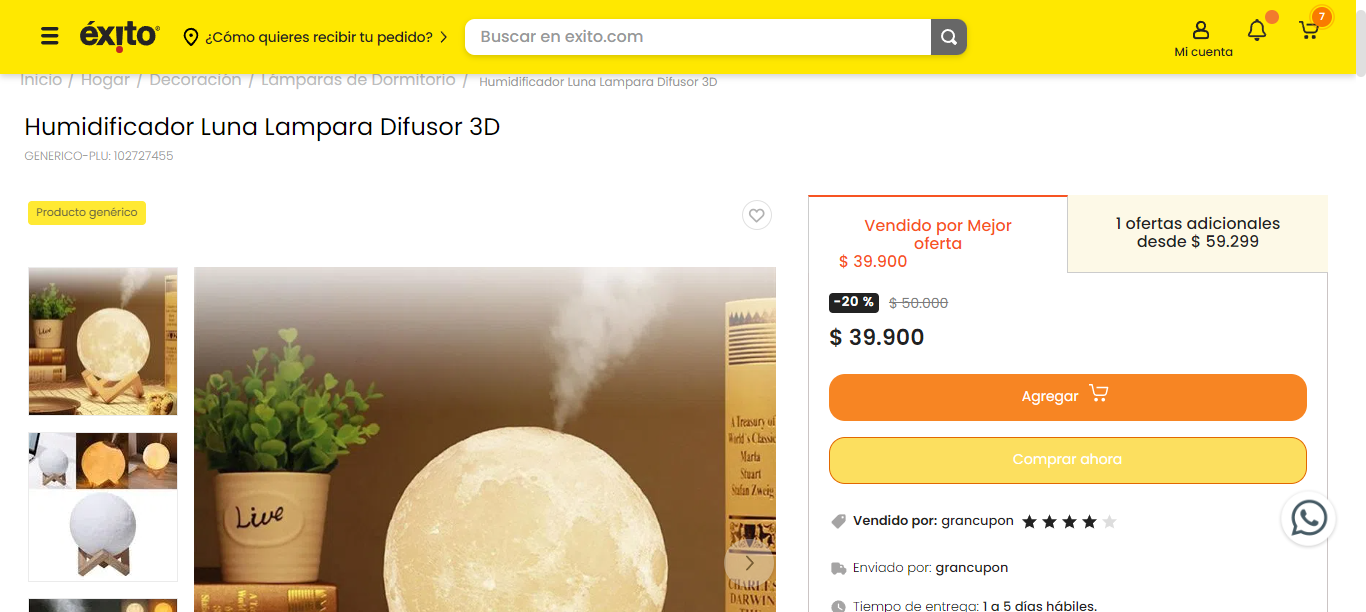 éxito
¿Cómo quieres recibir tu pedido?
Buscar en exito.com
Mi cuenta
7
Inicio / Hogar / Decoración / Lámparas de Dormitorio / Humidificador Luna Lampara Difusor 3D
Humidificador Luna Lampara Difusor 3D
GENERICO-PLU: 102727455
Producto genérico
Vendido por Mejor
oferta
$ 39.900
1 ofertas adicionales
desde $ 59.299
-20 % $ 50.000
$ 39.900
Agregar
Comprar ahora
Vendido por: grancupon
Enviado por: grancupon
Tiempo de entrega: 1 a 5 días hábiles.
Live
Live
A Treasury of
World's Classic
Marta
Stuart
Stefan Zweig
CHARLES
DARWIN